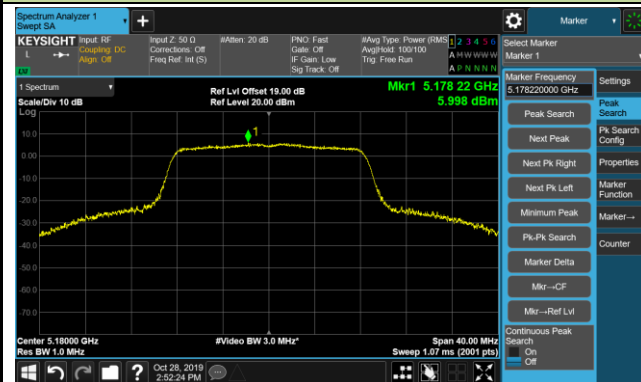 Spectrum Analyzer 1
Swept SA
Marker
KEYSIGHT
Input: RF
Coupling: DC
Align: Off
Input Z: 50 Ω
Corrections: Off
Freq Ref: Int (S)
#Atten: 20 dB
PNO: Fast
Gate: Off
IF Gain: Low
Sig Track: Off
#Avg Type: Power (RMS
Avg|Hold: 100/100
Trig: Free Run
1 2 3 4 5 6
A W W W W W
A P N N N N
Select Marker
Marker 1
1 Spectrum
Scale/Div 10 dB
Log
Ref Lvl Offset 19.00 dB
Ref Level 20.00 dBm
Mkr1 5.178 22 GHz
5.998 dBm
10.0
0.00
-10.0
-20.0
-30.0
-40.0
-50.0
-60.0
-70.0
1
Center 5.18000 GHz
Res BW 1.0 MHz
#Video BW 3.0 MHz*
Span 40.00 MHz
Sweep 1.07 ms (2001 pts)
Marker Frequency
5.178220000 GHz
Peak Search
Next Peak
Next Pk Right
Next Pk Left
Minimum Peak
Pk-Pk Search
Marker Delta
Mkr→CF
Mkr→Ref Lvl
Continuous Peak
Search
On
Off
Settings
Peak
Search
Pk Search
Config
Properties
Marker
Function
Marker→
Counter
Oct 28, 2019
2:52:24 PM